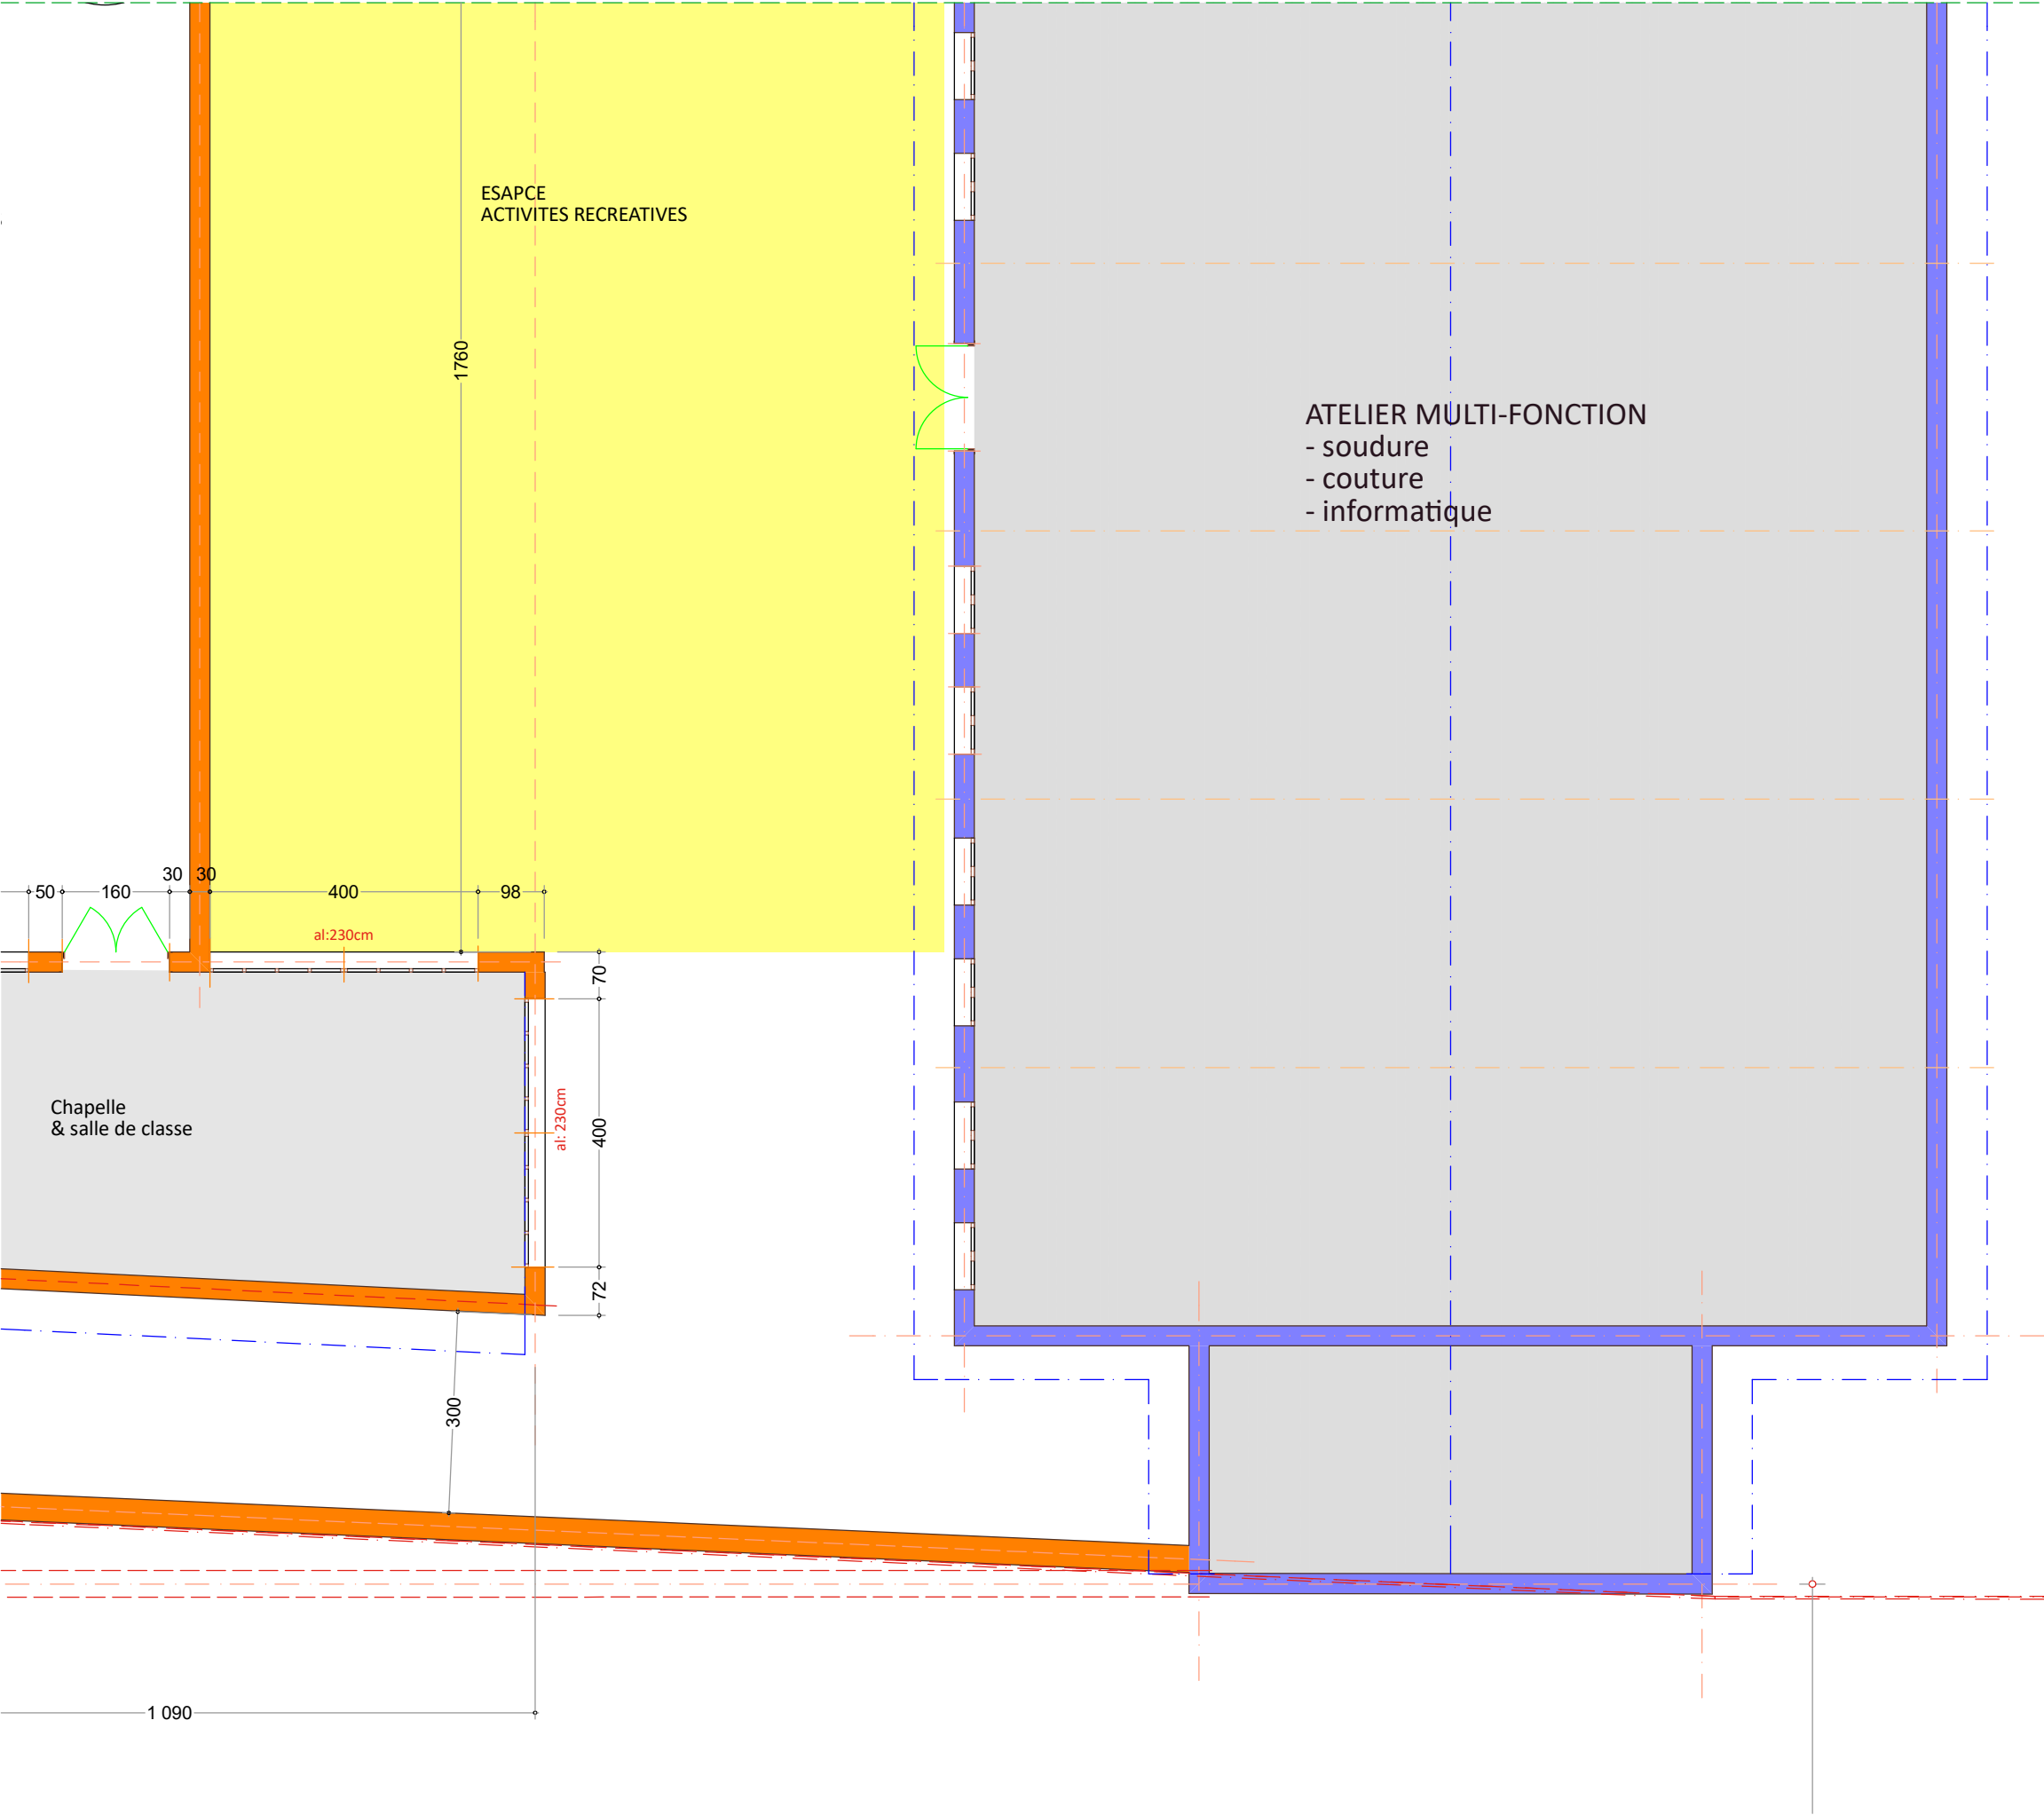 ESAPCE
ACTIVITES RECREATIVES
1760
ATELIER MULTI-FONCTION
- soudure
- couture
- informatique
30 30
50 160 400 98
al:230cm
70
Chapelle
& salle de classe
al: 230cm
400
72
300
1 090